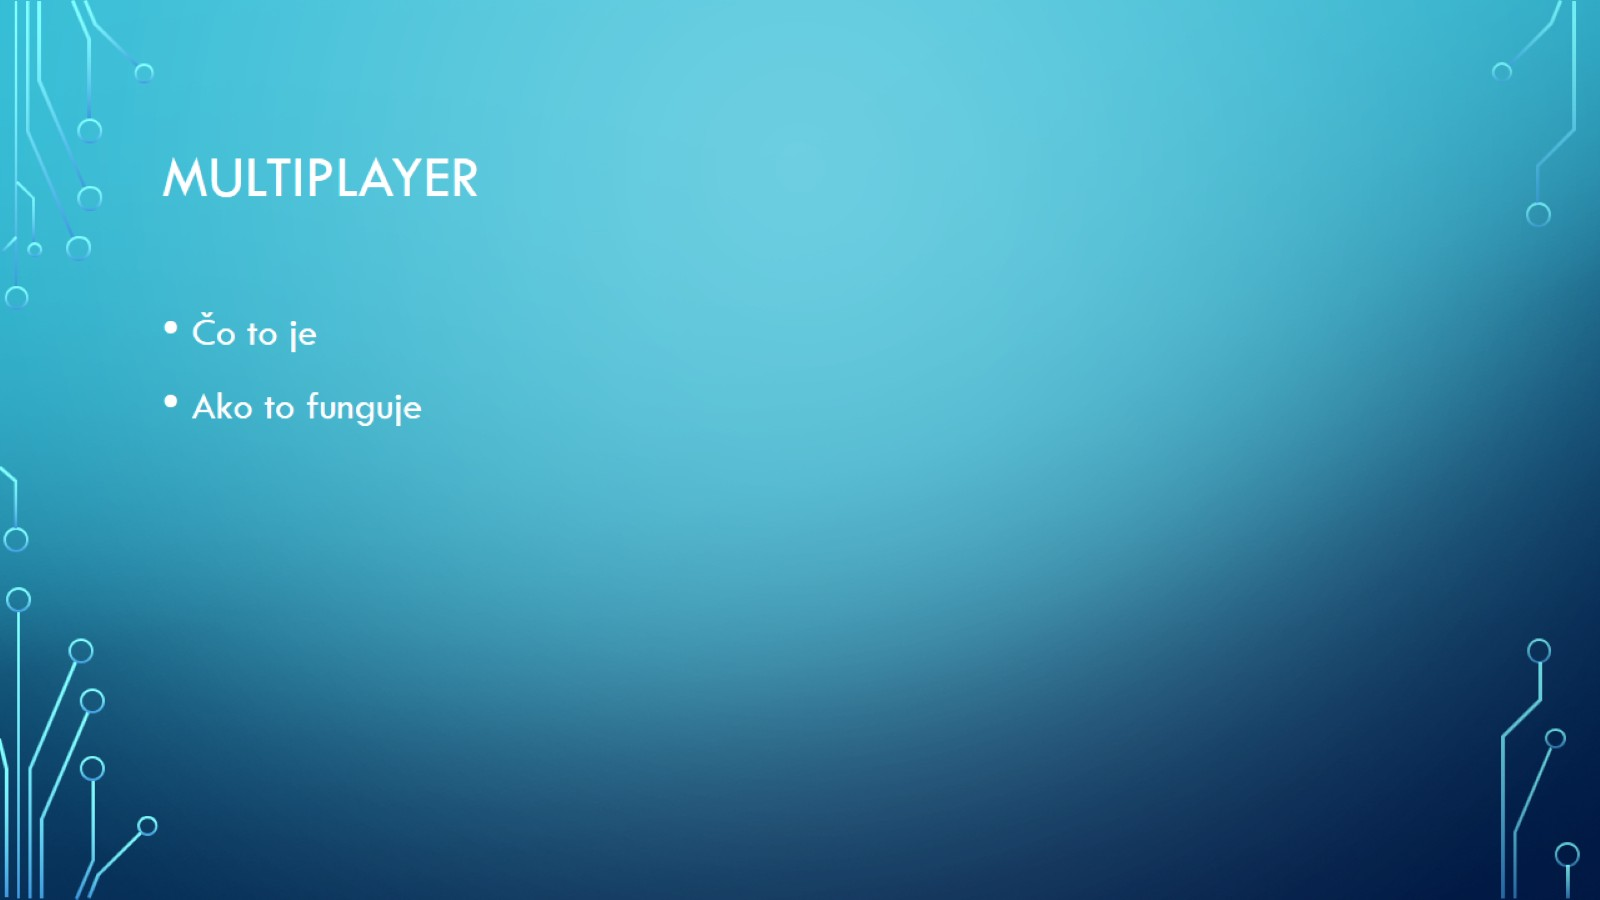 MULTIPLAYER
• Čo to je
• Ako to funguje